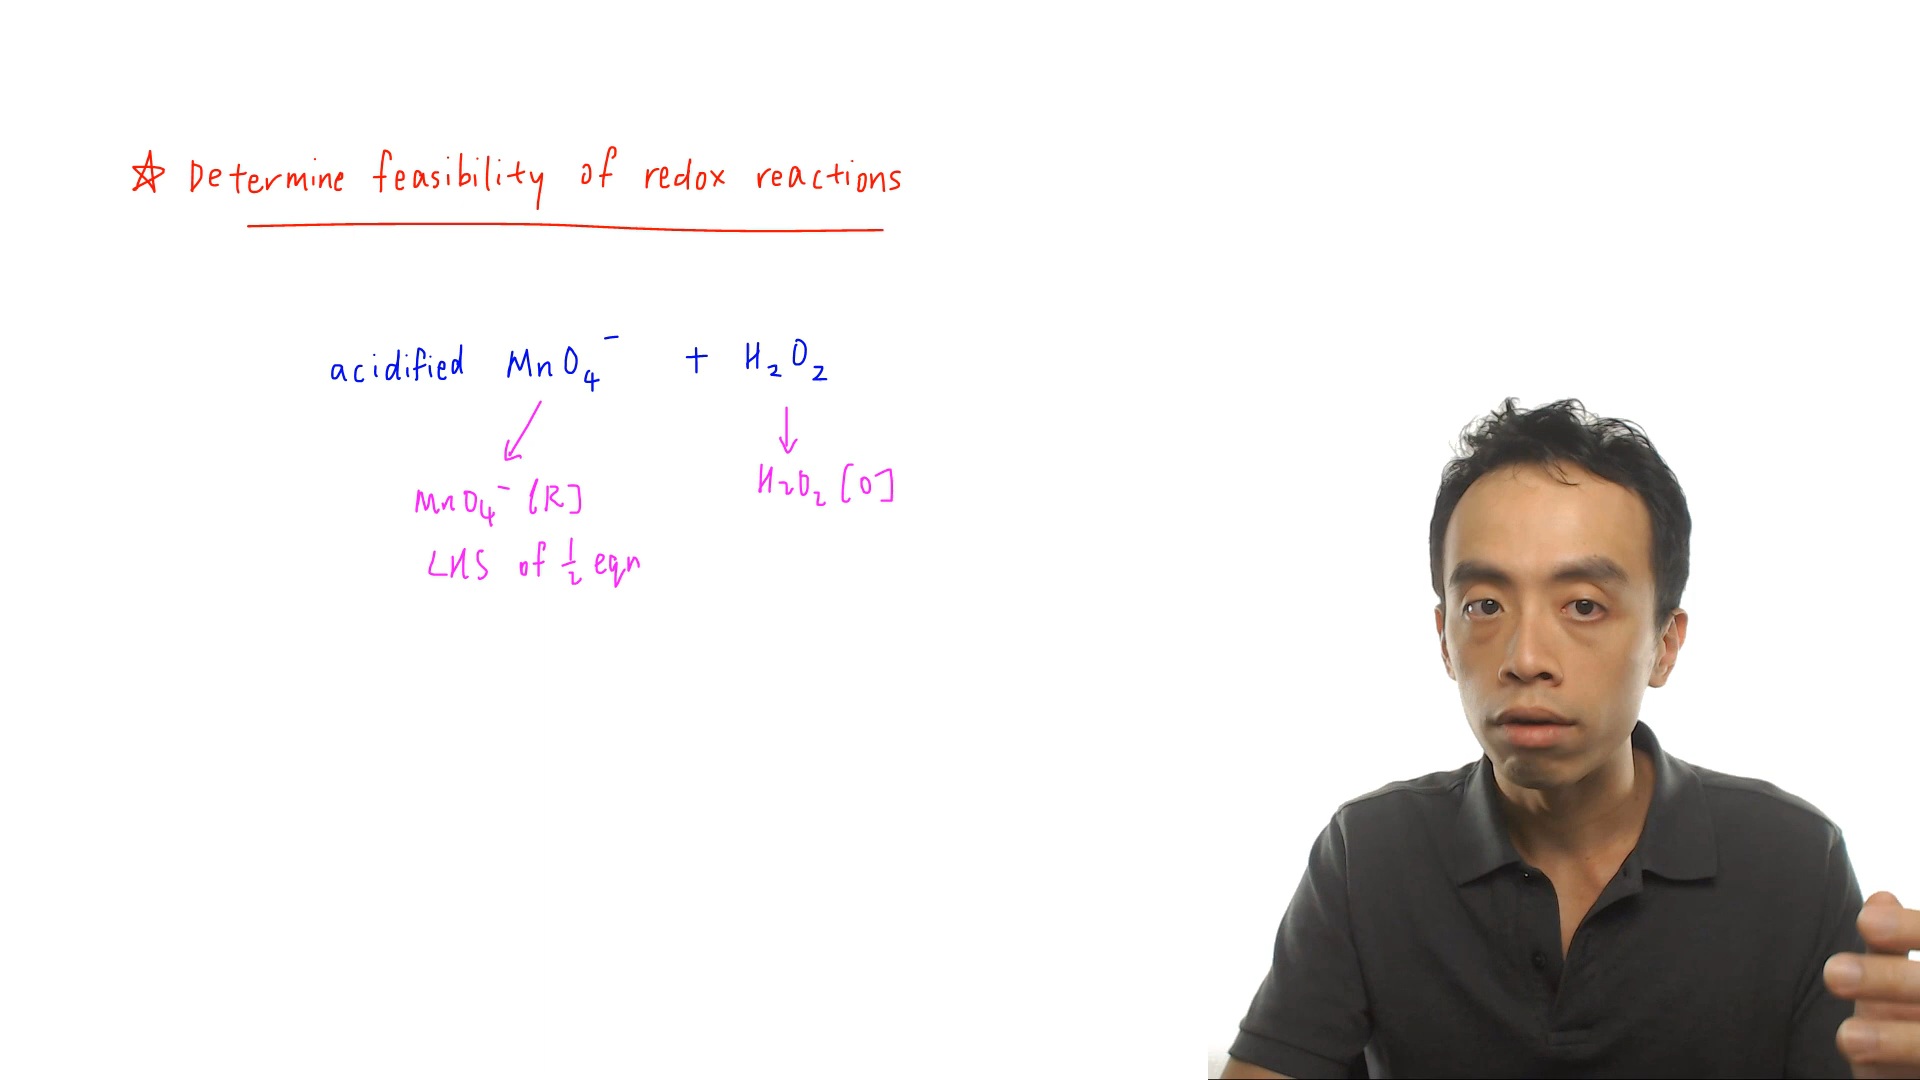 ☆ Determine feasibility of redox reactions
acidified MnO₄⁻ + H₂O₂
MnO₄⁻ [R] H₂O₂ [O]
LHS of ½ eqn